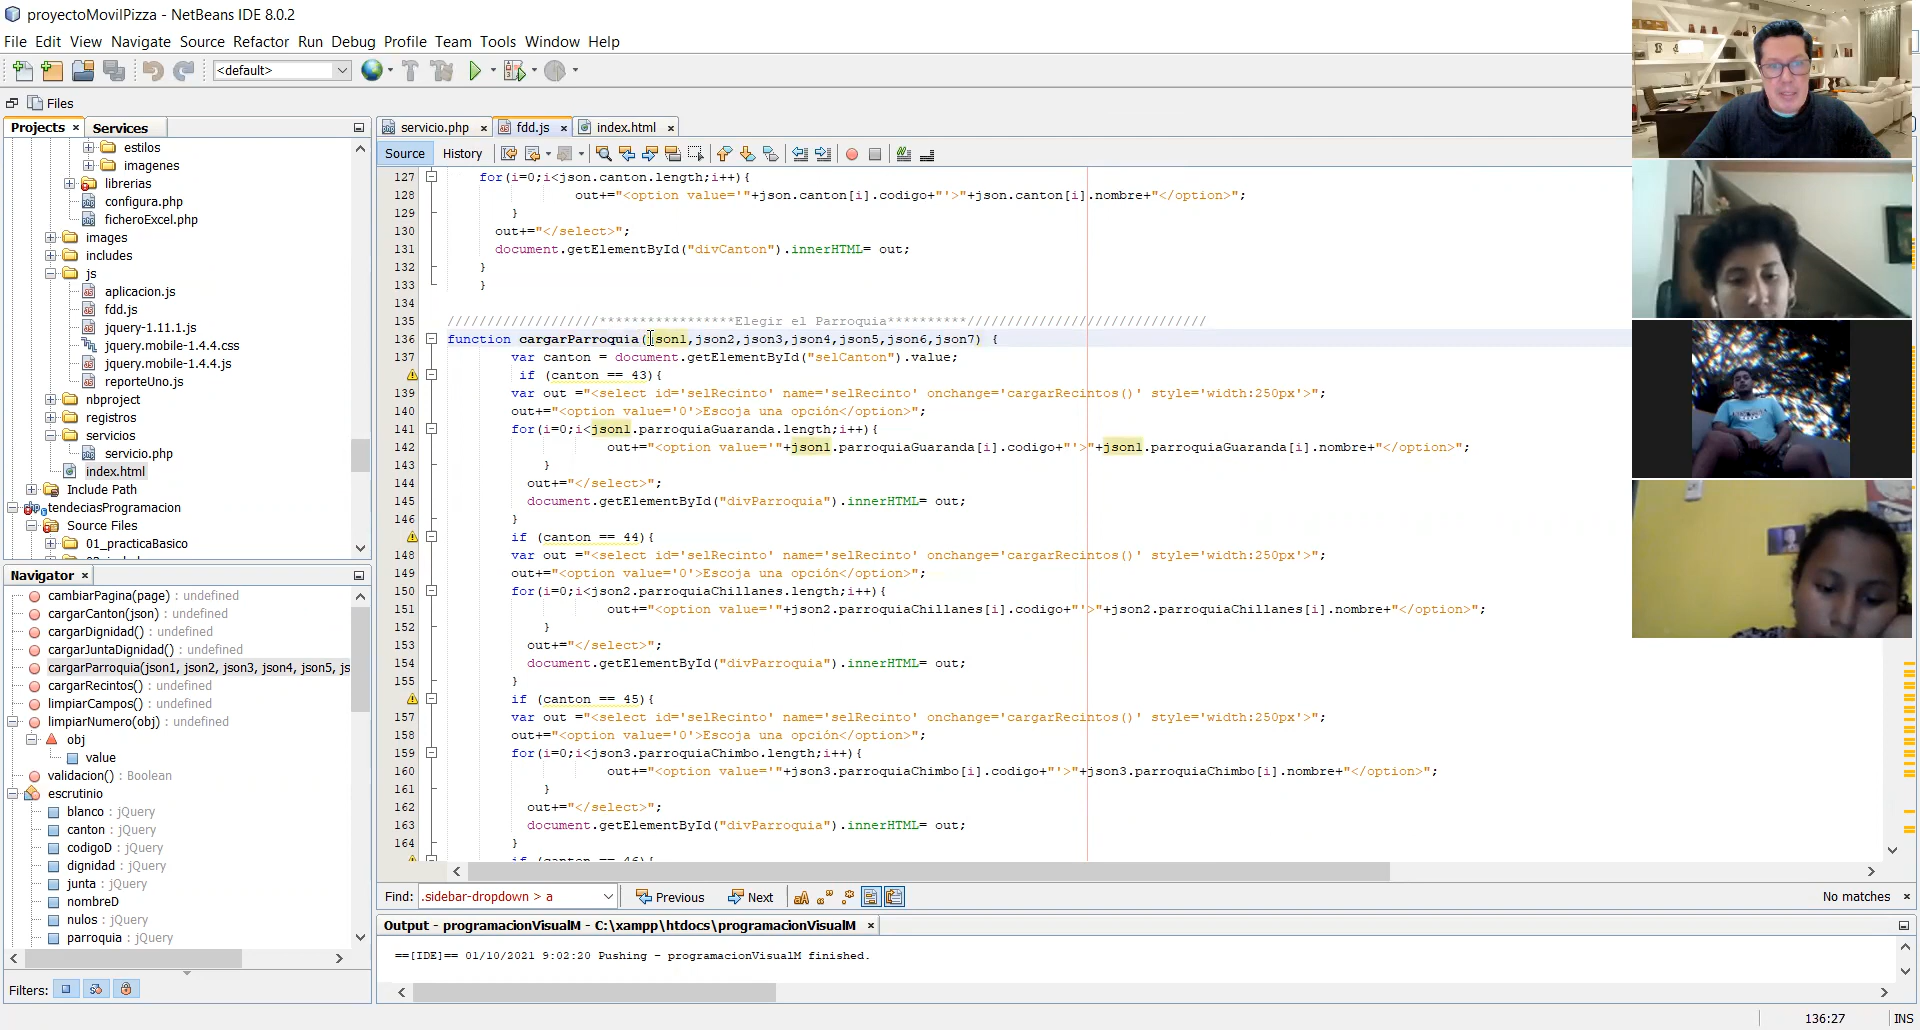 proyectoMovilPizza - NetBeans IDE 8.0.2
File Edit View Navigate Source Refactor Run Debug Profile Team Tools Window Help
<default>
Files
Projects × Services
servicio.php × fdd.js × index.html ×
Source History
estilos
imagenes
librerias
configura.php
ficheroExcel.php
images
includes
js
aplicacion.js
fdd.js
jquery-1.11.1.js
jquery.mobile-1.4.4.css
jquery.mobile-1.4.4.js
reporteUno.js
nbproject
registros
servicios
servicio.php
index.html
Include Path
tendeciasProgramacion
Source Files
01_practicaBasico
Navigator ×
cambiarPagina(page) : undefined
cargarCanton(json) : undefined
cargarDignidad() : undefined
cargarJuntaDignidad() : undefined
cargarParroquia(json1, json2, json3, json4, json5, js
cargarRecintos() : undefined
limpiarCampos() : undefined
limpiarNumero(obj) : undefined
obj
value
validacion() : Boolean
escrutinio
blanco : jQuery
canton : jQuery
codigoD : jQuery
dignidad : jQuery
junta : jQuery
nombreD
nulos : jQuery
parroquia : jQuery
Filters:
127 for(i=0;i<json.canton.length;i++){
128 out+="<option value='"+json.canton[i].codigo+"'>"+json.canton[i].nombre+"</option>";
129 }
130 out+="</select>";
131 document.getElementById("divCanton").innerHTML= out;
132 }
133 }
134
135 ///////////////////*****************Elegir el Parroquia**********//////////////////////////////
136 function cargarParroquia(json1,json2,json3,json4,json5,json6,json7) {
137 var canton = document.getElementById("selCanton").value;
if (canton == 43){
139 var out ="<select id='selRecinto' name='selRecinto' onchange='cargarRecintos()' style='width:250px'>";
140 out+="<option value='0'>Escoja una opción</option>";
141 for(i=0;i<json1.parroquiaGuaranda.length;i++){
142 out+="<option value='"+json1.parroquiaGuaranda[i].codigo+"'>"+json1.parroquiaGuaranda[i].nombre+"</option>";
143 }
144 out+="</select>";
145 document.getElementById("divParroquia").innerHTML= out;
146 }
if (canton == 44){
148 var out ="<select id='selRecinto' name='selRecinto' onchange='cargarRecintos()' style='width:250px'>";
149 out+="<option value='0'>Escoja una opción</option>";
150 for(i=0;i<json2.parroquiaChillanes.length;i++){
151 out+="<option value='"+json2.parroquiaChillanes[i].codigo+"'>"+json2.parroquiaChillanes[i].nombre+"</option>";
152 }
153 out+="</select>";
154 document.getElementById("divParroquia").innerHTML= out;
155 }
if (canton == 45){
157 var out ="<select id='selRecinto' name='selRecinto' onchange='cargarRecintos()' style='width:250px'>";
158 out+="<option value='0'>Escoja una opción</option>";
159 for(i=0;i<json3.parroquiaChimbo.length;i++){
160 out+="<option value='"+json3.parroquiaChimbo[i].codigo+"'>"+json3.parroquiaChimbo[i].nombre+"</option>";
161 }
162 out+="</select>";
163 document.getElementById("divParroquia").innerHTML= out;
164 }
if (canton == 46){
Find: .sidebar-dropdown > a Previous Next No matches ×
Output - programacionVisualM - C:\xampp\htdocs\programacionVisualM ×
==[IDE]== 01/10/2021 9:02:20 Pushing - programacionVisualM finished.
136:27 INS